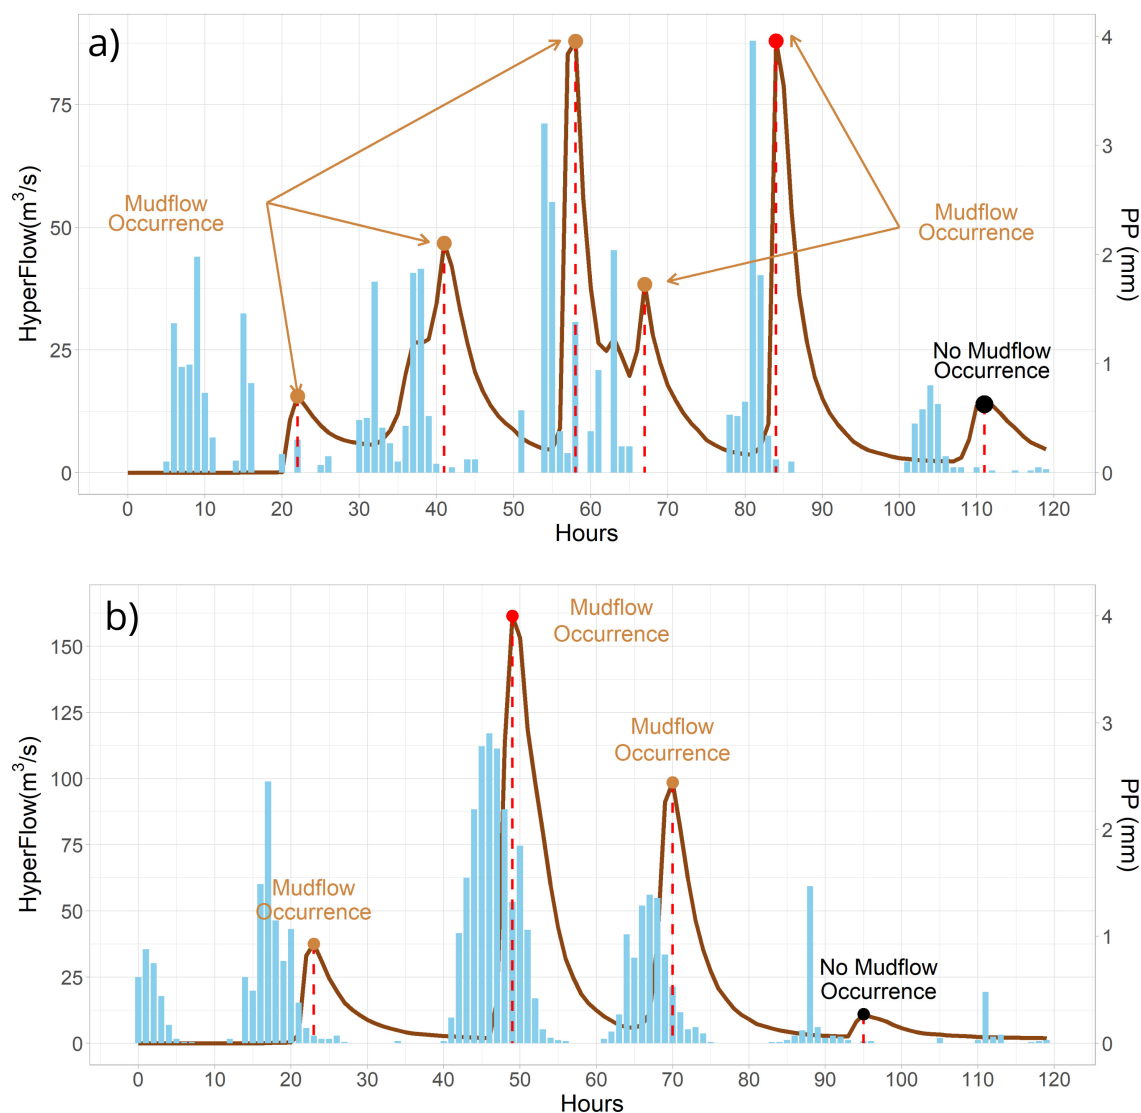 a)
4
75
3
HyperFlow(m³/s)
Mudflow
Occurrence
Mudflow
Occurrence
50
2
PP (mm)
25
No Mudflow
Occurrence
1
0
0
0 10 20 30 40 50 60 70 80 90 100 110 120
Hours
b)
Mudflow
Occurrence
4
150
125
3
Mudflow
Occurrence
HyperFlow(m³/s)
100
2
PP (mm)
75
Mudflow
Occurrence
50
1
No Mudflow
Occurrence
25
0
0
0 10 20 30 40 50 60 70 80 90 100 110 120
Hours